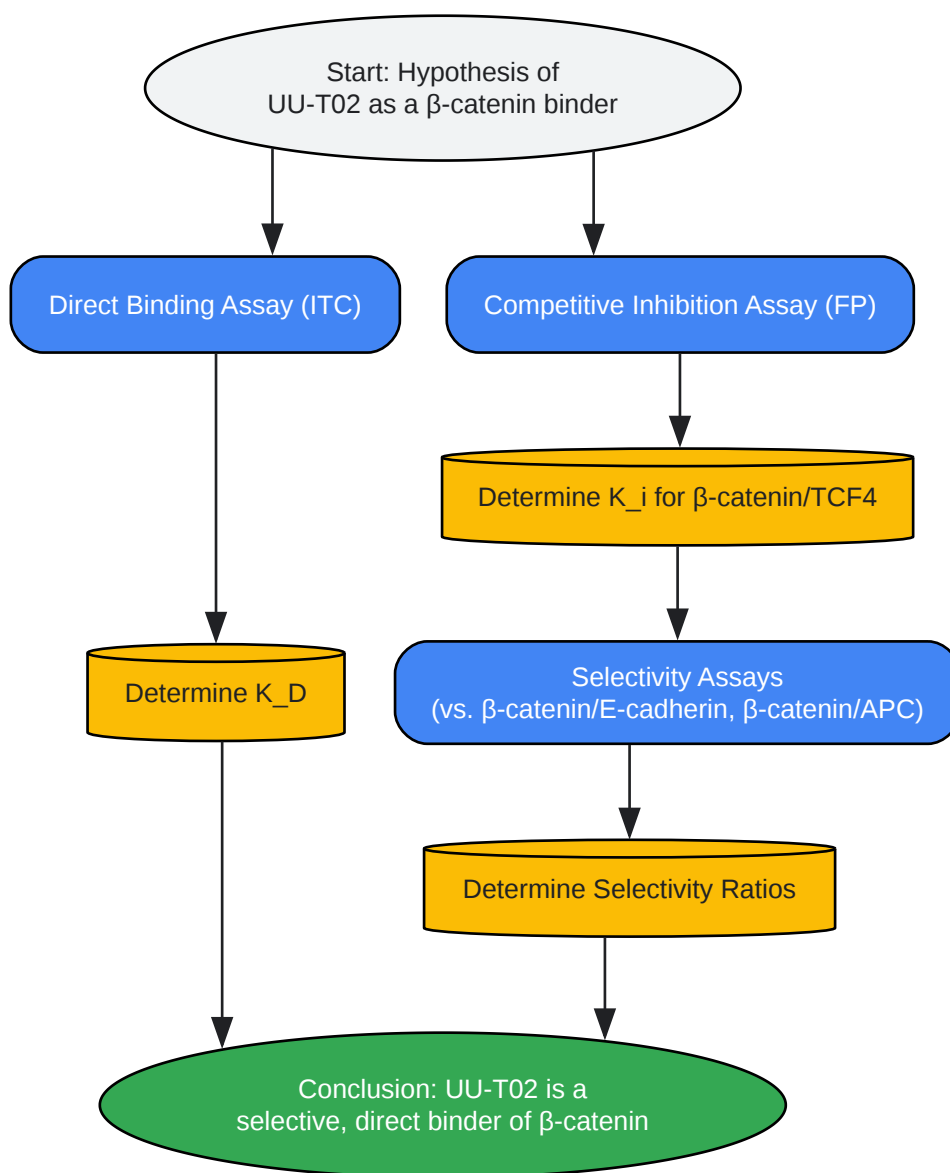 Start: Hypothesis of
UU-T02 as a β-catenin binder
Direct Binding Assay (ITC)
Competitive Inhibition Assay (FP)
Determine K_i for β-catenin/TCF4
Selectivity Assays
(vs. β-catenin/E-cadherin, β-catenin/APC)
Determine K_D
Determine Selectivity Ratios
Conclusion: UU-T02 is a
selective, direct binder of β-catenin